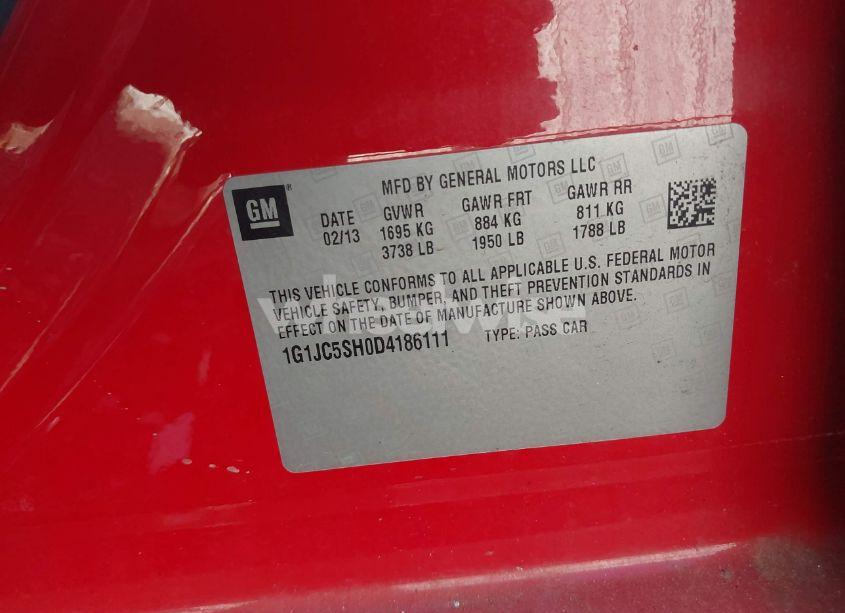 GM ®
MFD BY GENERAL MOTORS LLC
DATE GVWR GAWR FRT GAWR RR
02/13 1695 KG 884 KG 811 KG
3738 LB 1950 LB 1788 LB
THIS VEHICLE CONFORMS TO ALL APPLICABLE U.S. FEDERAL MOTOR
VEHICLE SAFETY, BUMPER, AND THEFT PREVENTION STANDARDS IN
EFFECT ON THE DATE OF MANUFACTURE SHOWN ABOVE.
1G1JC5SH0D4186111 TYPE: PASS CAR